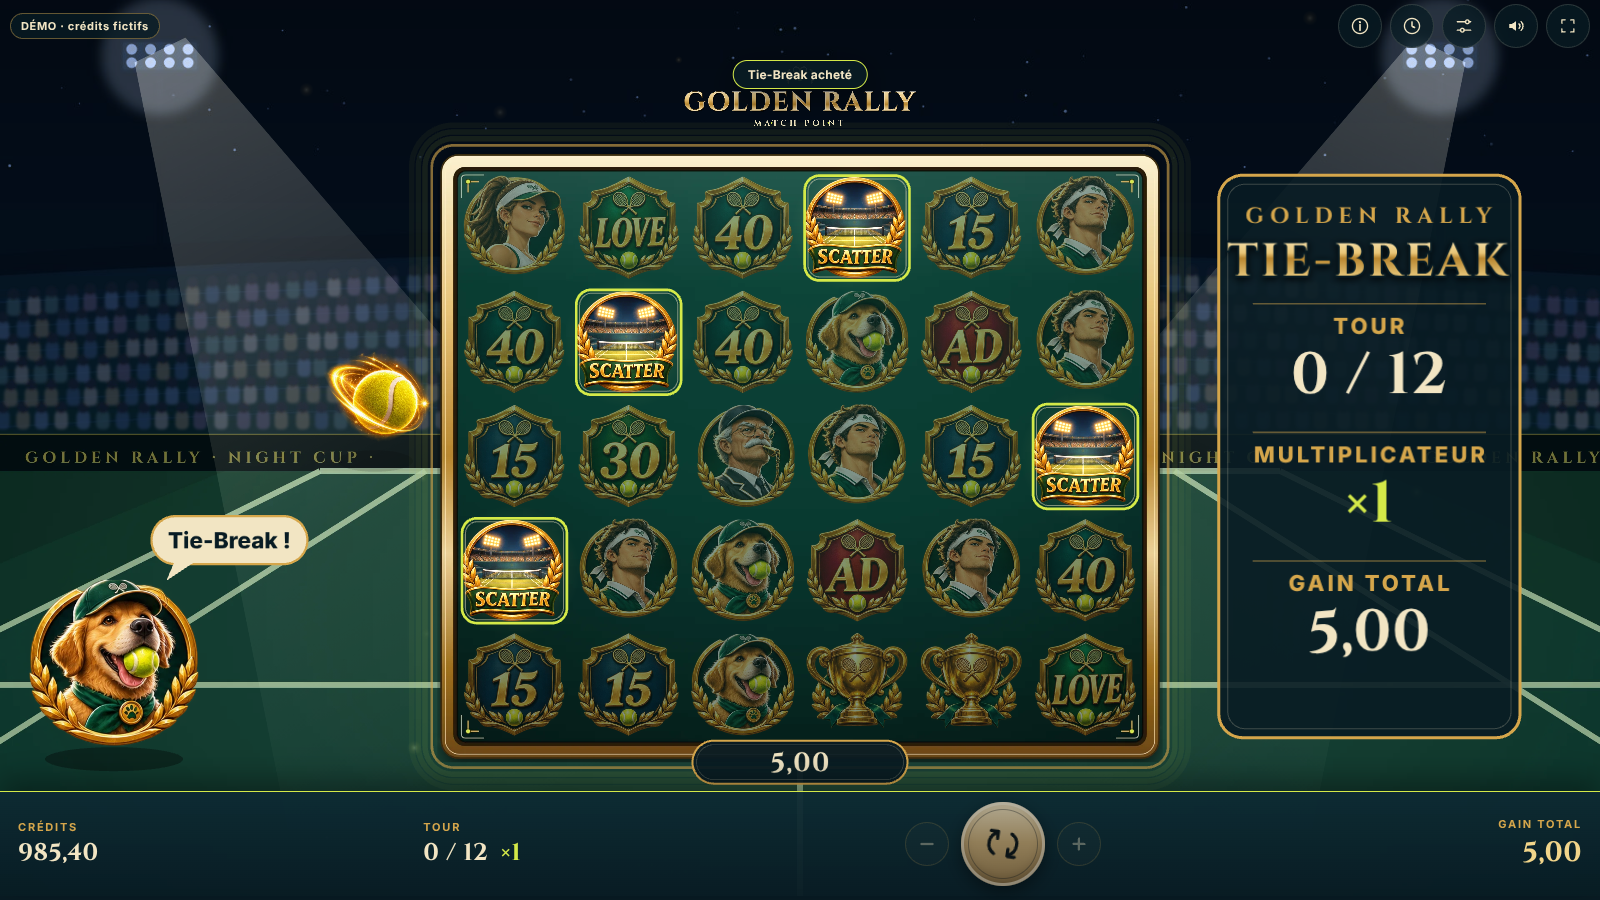 DÉMO · crédits fictifs
Tie-Break acheté
GOLDEN RALLY
MATCH POINT
LOVE
40
SCATTER
15
40
SCATTER
40
AD
15
30
15
SCATTER
SCATTER
AD
40
15
15
LOVE
5,00
GOLDEN RALLY
TIE-BREAK
TOUR
0 / 12
MULTIPLICATEUR
×1
GAIN TOTAL
5,00
GOLDEN RALLY · NIGHT CUP ·
NIGHT
RALLY
Tie-Break !
CRÉDITS
985,40
TOUR
0 / 12 ×1
GAIN TOTAL
5,00